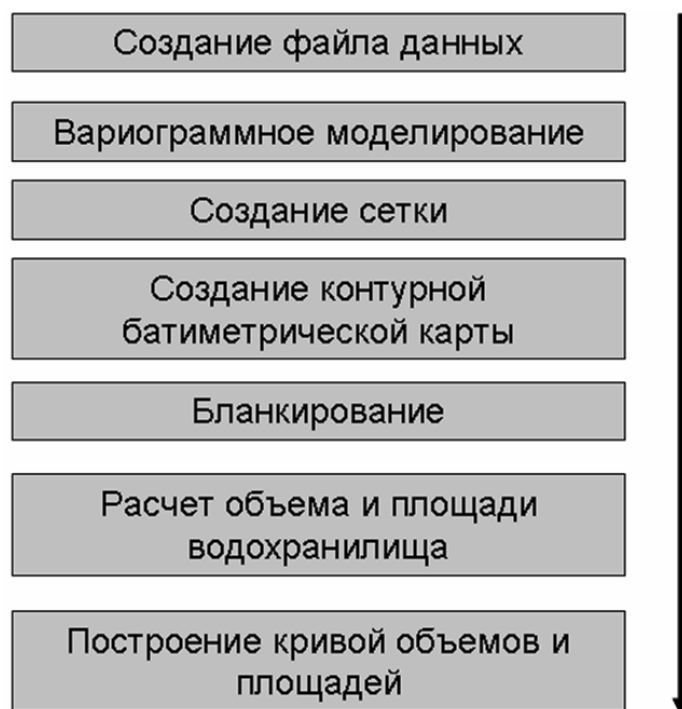 Создание файла данных
Вариограммное моделирование
Создание сетки
Создание контурной
батиметрической карты
Бланкирование
Расчет объема и площади
водохранилища
Построение кривой объемов и
площадей